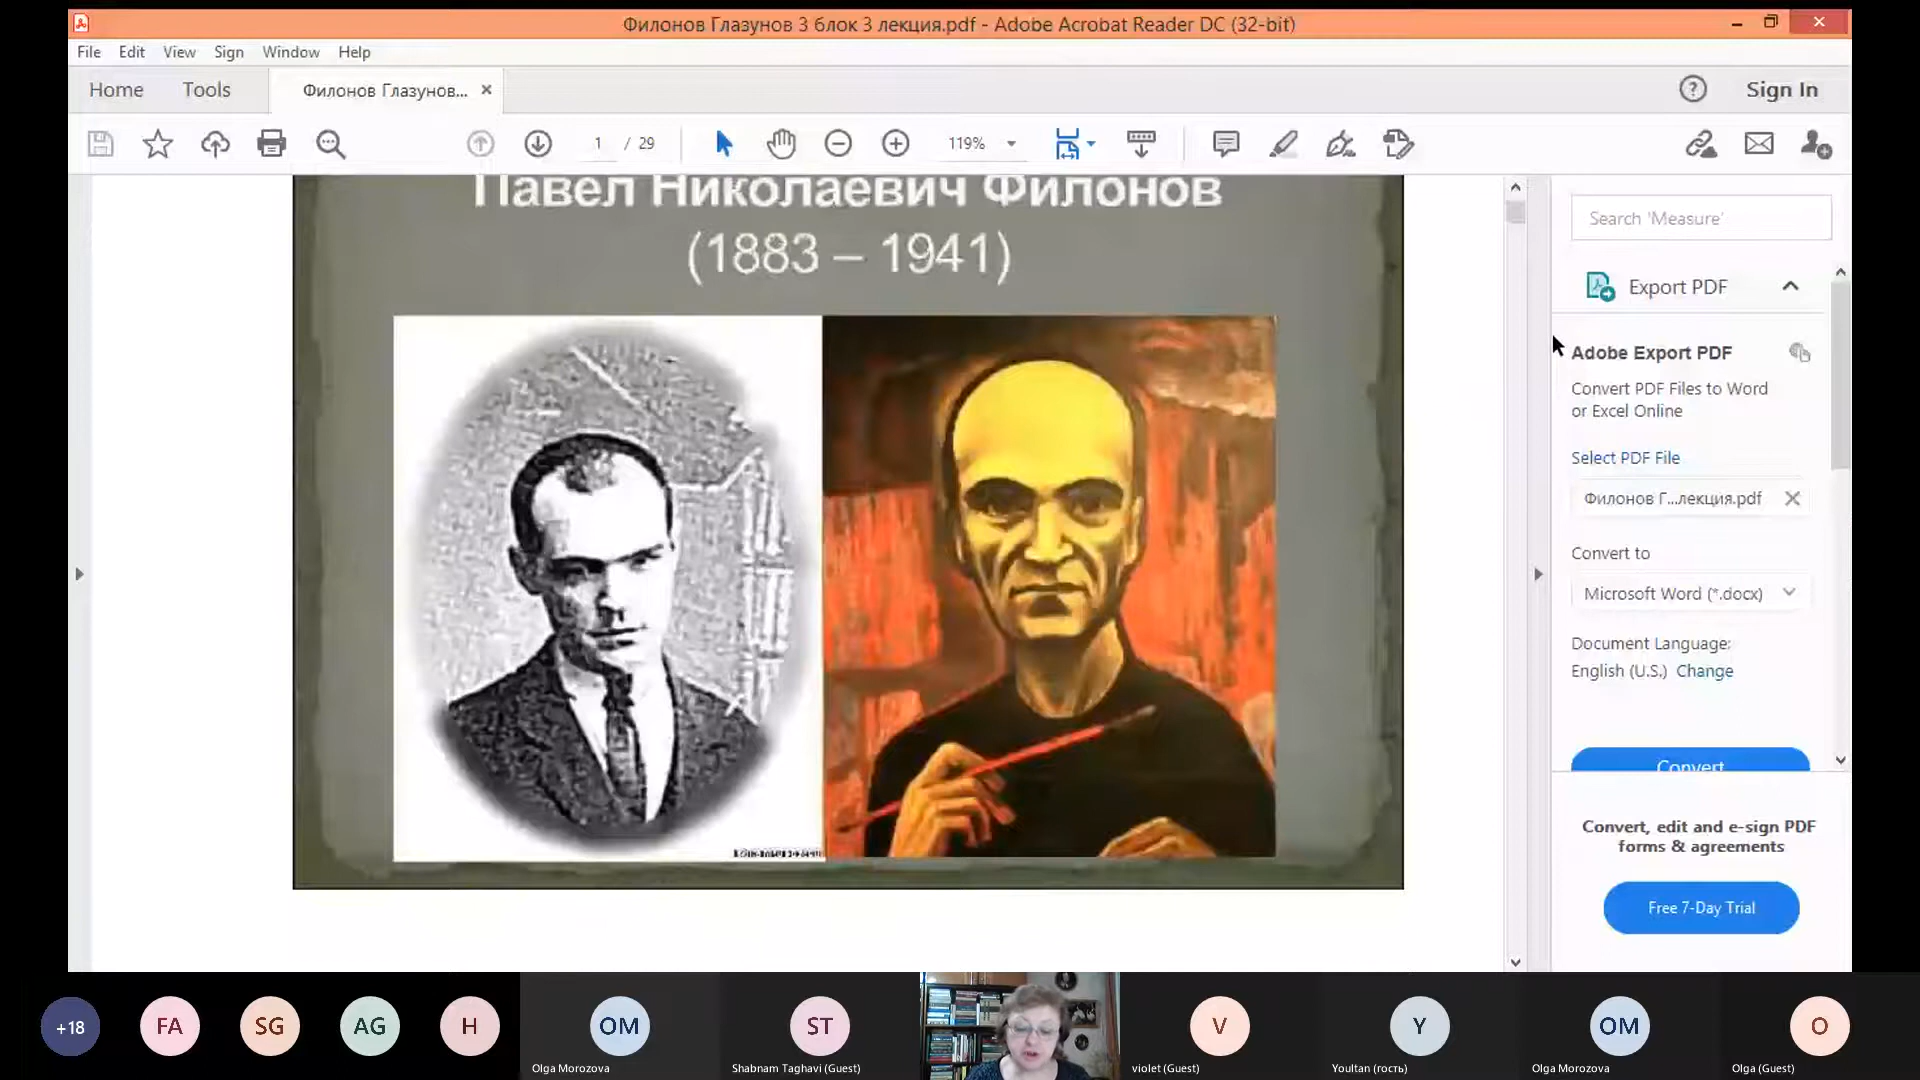 Филонов Глазунов 3 блок 3 лекция.pdf - Adobe Acrobat Reader DC (32-bit)
File Edit View Sign Window Help
Home Tools Филонов Глазунов... Sign In
1 / 29 119%
Павел Николаевич Филонов
(1883 – 1941)
Search 'Measure'
Export PDF
Adobe Export PDF
Convert PDF Files to Word
or Excel Online
Select PDF File
Филонов Г...лекция.pdf
Convert to
Microsoft Word (*.docx)
Document Language:
English (U.S.) Change
Convert
Convert, edit and e-sign PDF
forms & agreements
Free 7-Day Trial
+18 FA SG AG H OM ST V Y OM O
Olga Morozova Shabnam Taghavi (Guest) violet (Guest) Youltan (гость) Olga Morozova Olga (Guest)